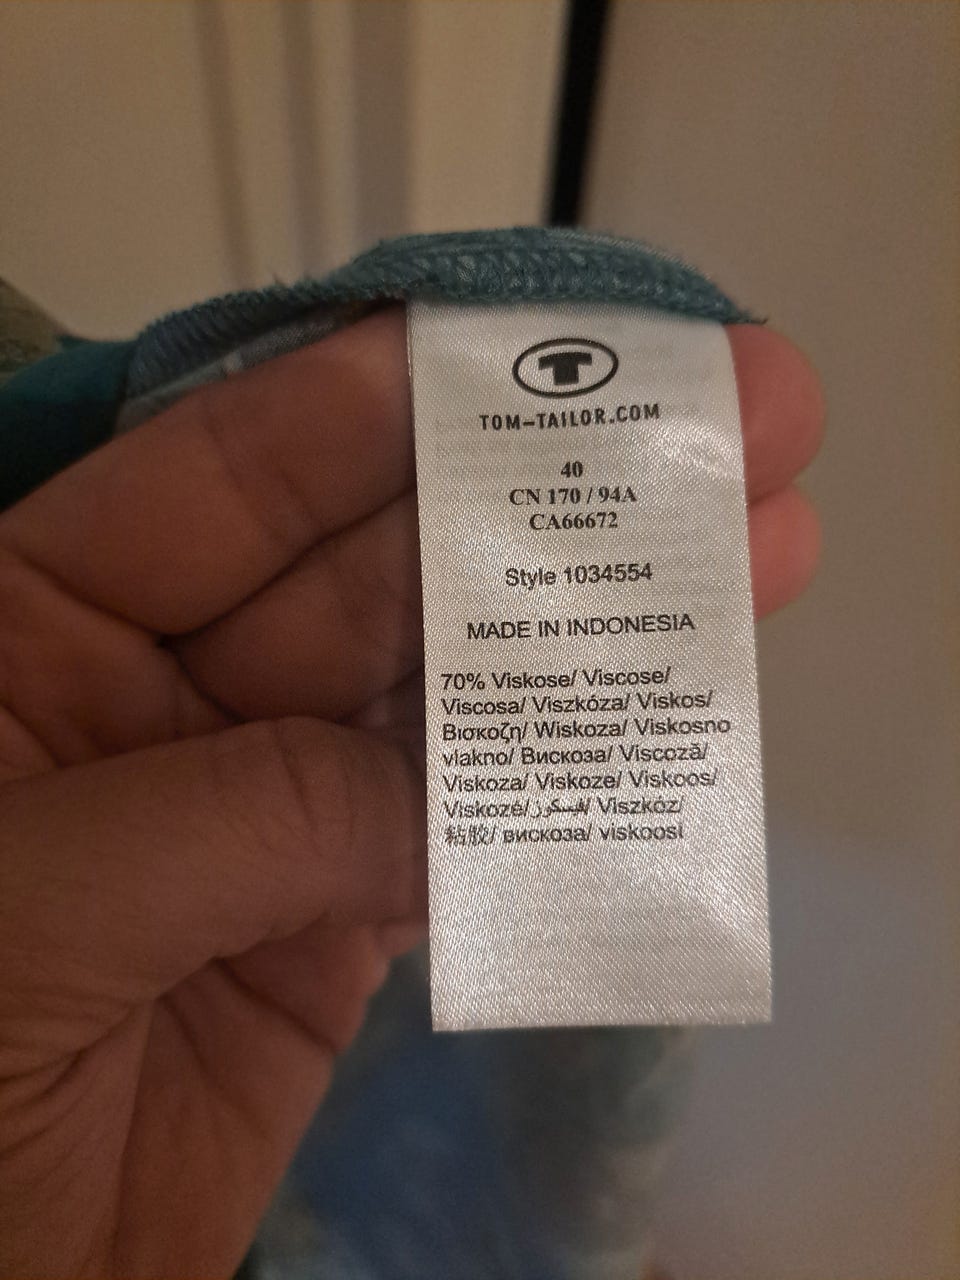 T
TOM-TAILOR.COM
40
CN 170 / 94A
CA66672
Style 1034554
MADE IN INDONESIA
70% Viskose/ Viscose/
Viscosa/ Viszkóza/ Viskos/
Βισκοζη/ Wiskoza/ Viskosno
vlakno/ Вискоза/ Viscoză/
Viskoza/ Viskoze/ Viskoos/
Viskozė/ فيسكوز/ Viszkóz/
粘胶/ вискоза/ viskoosi